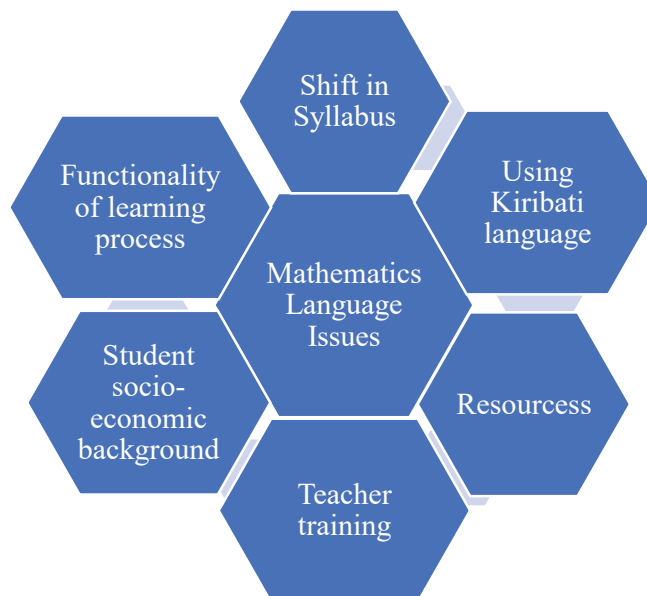 Shift in
Syllabus
Using
Kiribati
language
Functionality
of learning
process
Mathematics
Language
Issues
Student
socio-
economic
background
Resourcess
Teacher
training